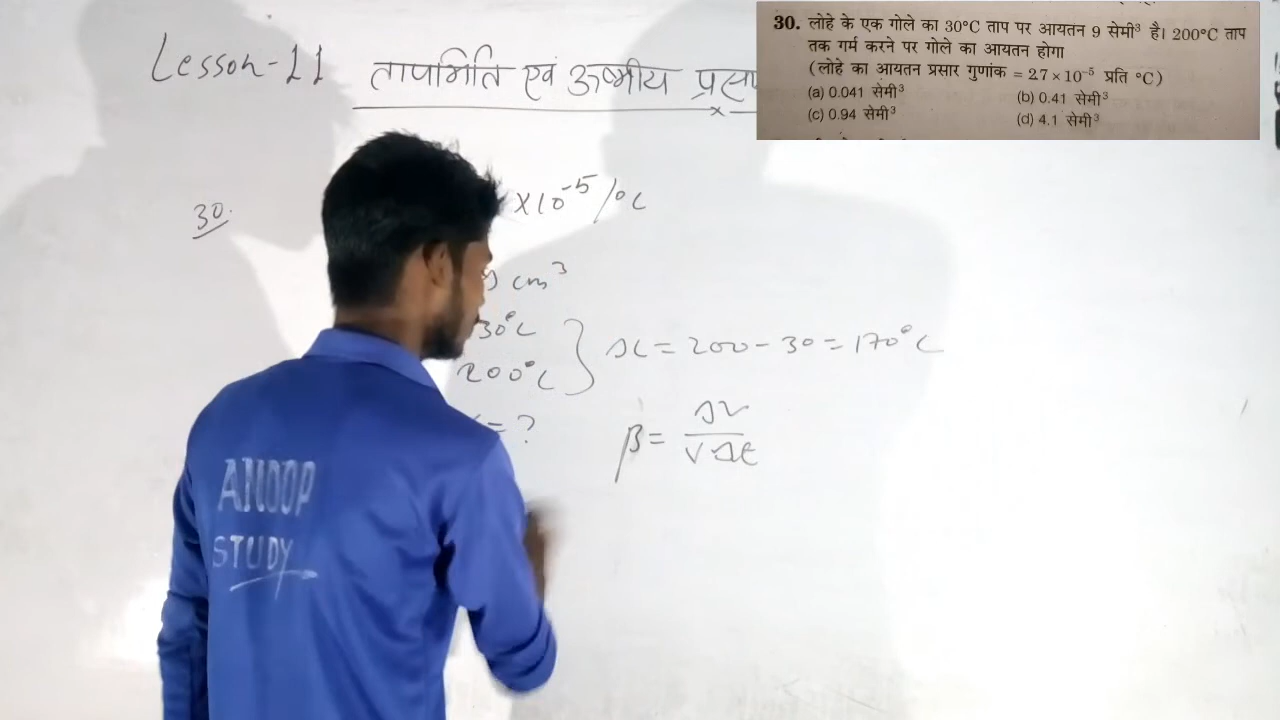 Lesson-11 तापमिति एवं ऊष्मीय
30. लोहे के एक गोले का 30°C ताप पर आयतन 9 सेमी³ है। 200°C ताप
तक गर्म करने पर गोले का आयतन होगा
(लोहे का आयतन प्रसार गुणांक = 27 × 10⁻⁵ प्रति °C)
(a) 0.041 सेमी³ (b) 0.41 सेमी³
(c) 0.94 सेमी³ (d) 4.1 सेमी³
30.
×10⁻⁵/°C
cm³
30°C
200°C } Δt = 200 - 30 = 170°C
= ?
β = ΔV / VΔt
ANOOP
STUDY